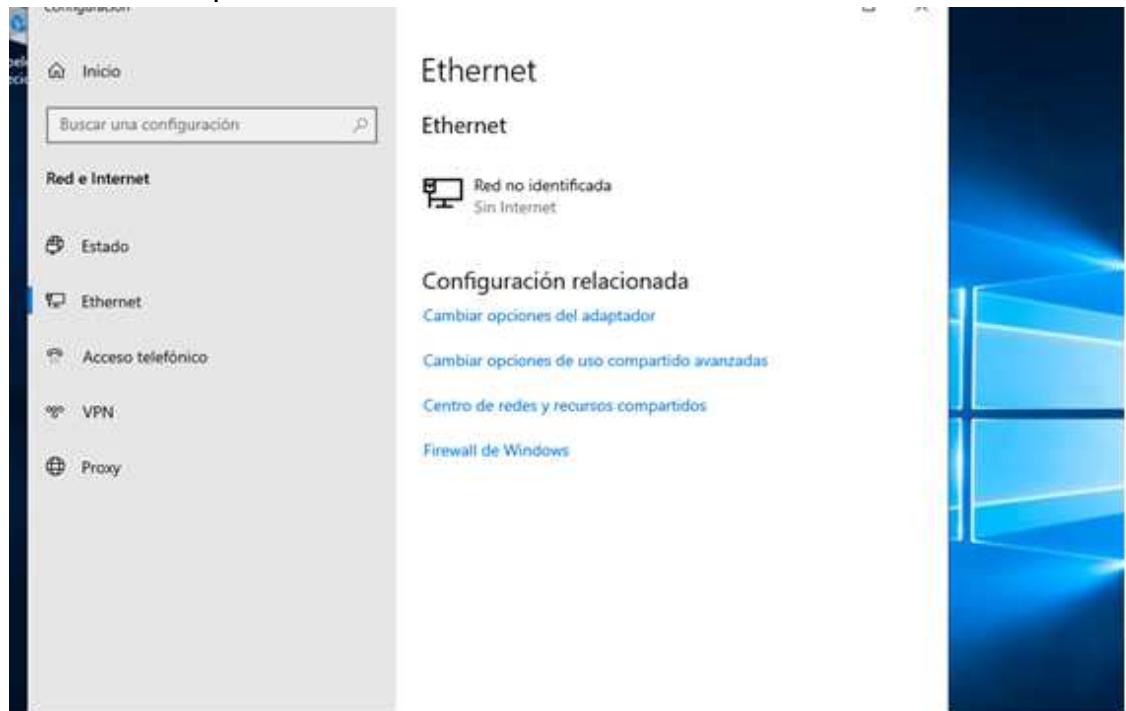 Configuración
Inicio
Buscar una configuración
Red e Internet
Estado
Ethernet
Acceso telefónico
VPN
Proxy
Ethernet
Ethernet
Red no identificada
Sin Internet
Configuración relacionada
Cambiar opciones del adaptador
Cambiar opciones de uso compartido avanzadas
Centro de redes y recursos compartidos
Firewall de Windows